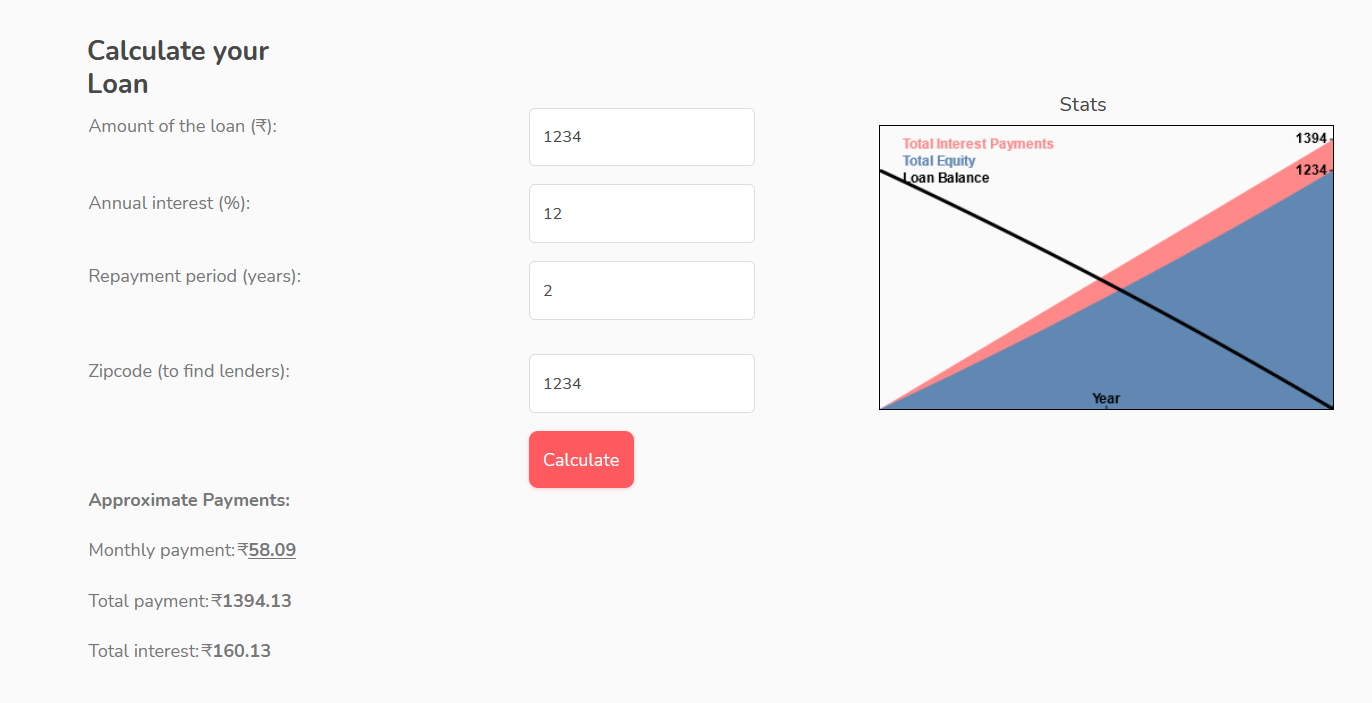 Calculate your
Loan
Amount of the loan (₹):
1234
Annual interest (%):
12
Repayment period (years):
2
Zipcode (to find lenders):
1234
Calculate
Approximate Payments:
Monthly payment:₹58.09
Total payment:₹1394.13
Total interest:₹160.13
Stats
Total Interest Payments
Total Equity
Loan Balance
1394
1234
Year